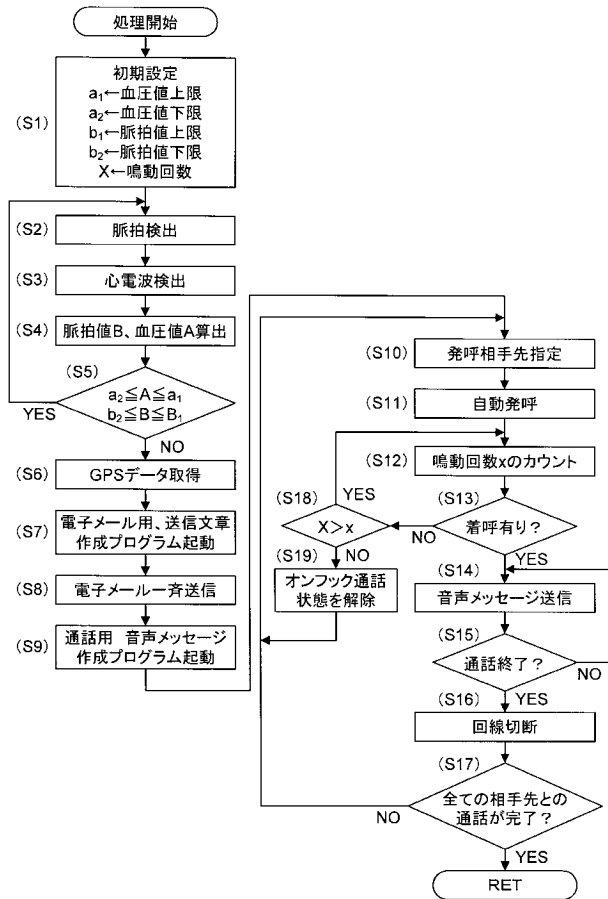 処理開始
(S1)
初期設定
a₁←血圧値上限
a₂←血圧値下限
b₁←脈拍値上限
b₂←脈拍値下限
X←鳴動回数
(S2)
脈拍検出
(S3)
心電波検出
(S4)
脈拍値B、血圧値A算出
(S5)
a₂≦A≦a₁
b₂≦B≦B₁
YES
NO
(S6)
GPSデータ取得
(S7)
電子メール用、送信文章
作成プログラム起動
(S8)
電子メール一斉送信
(S9)
通話用 音声メッセージ
作成プログラム起動
(S10)
発呼相手先指定
(S11)
自動発呼
(S12)
鳴動回数xのカウント
(S13)
着呼有り?
NO
YES
(S18)
X>x
YES
NO
(S19)
オンフック通話
状態を解除
(S14)
音声メッセージ送信
(S15)
通話終了?
NO
YES
(S16)
回線切断
(S17)
全ての相手先との
通話が完了?
NO
YES
RET